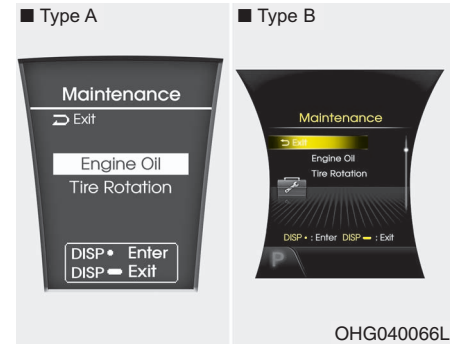 ■ Type A
Maintenance
Exit
Engine Oil
Tire Rotation
DISP• Enter
DISP▬ Exit
■ Type B
Maintenance
Exit
Engine Oil
Tire Rotation
DISP • : Enter DISP ▬ : Exit
P
OHG040066L